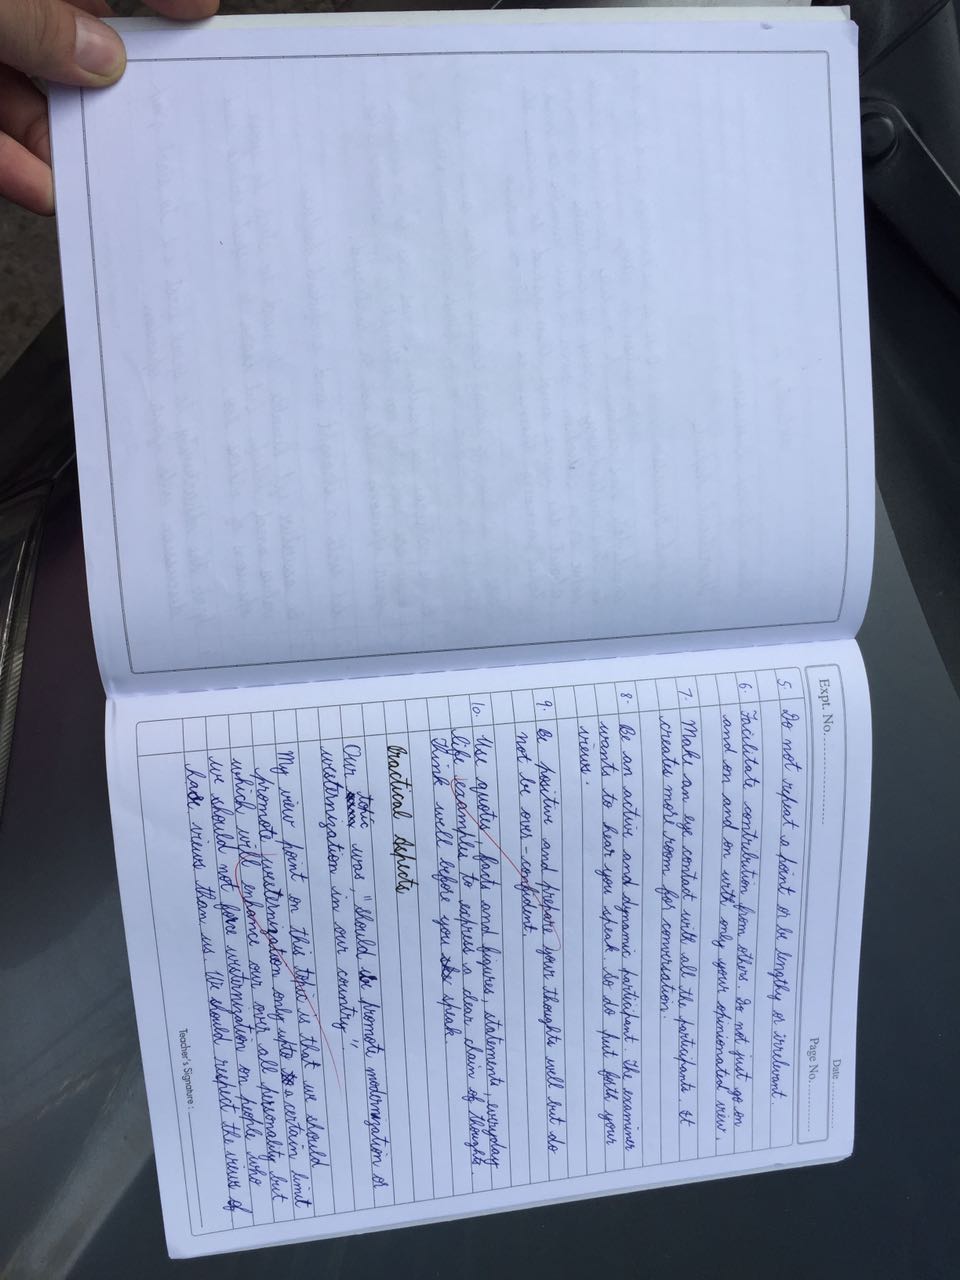 Date
Expt. No.
Page No.
5. Do not repeat a point or be lengthy or irrelevant.
6. Facilitate contribution from others. Do not just go on
and on and on with only your opinionated view.
7. Make an eye contact with all the participants. It
creates more room for conversation.
8. Be an active and dynamic participant. The examiner
wants to hear you speak. So do put forth your
views.
9. Be positive and prepare your thoughts well but do
not be over-confident.
10. Use quotes, facts and figures, statements, everyday
life examples to express a clear chain of thoughts.
Think well before you speak.
Practical Aspects
Our topic was, "Should we promote modernization or
westernization in our country".
My view point on this topic is that we should
promote westernization only upto a certain limit
which will enhance our over all personality but
we should not force westernization on people who
have views than us. We should respect the views of
Teacher's Signature :